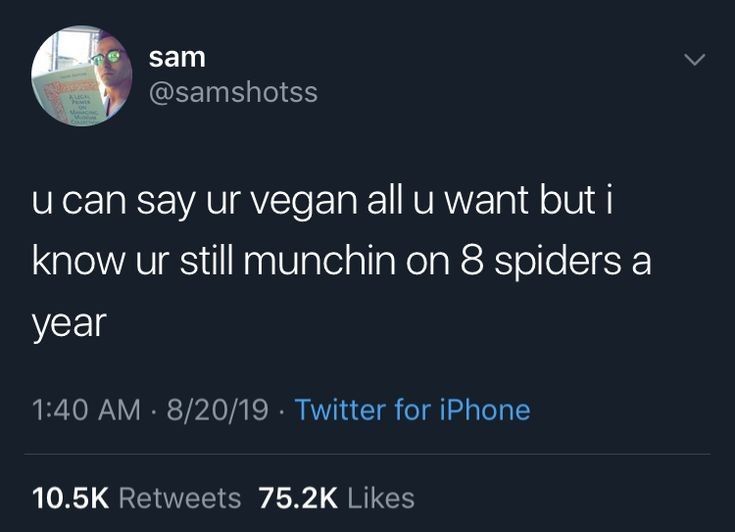 sam
@samshotss
u can say ur vegan all u want but i
know ur still munchin on 8 spiders a
year
1:40 AM · 8/20/19 · Twitter for iPhone
10.5K Retweets 75.2K Likes